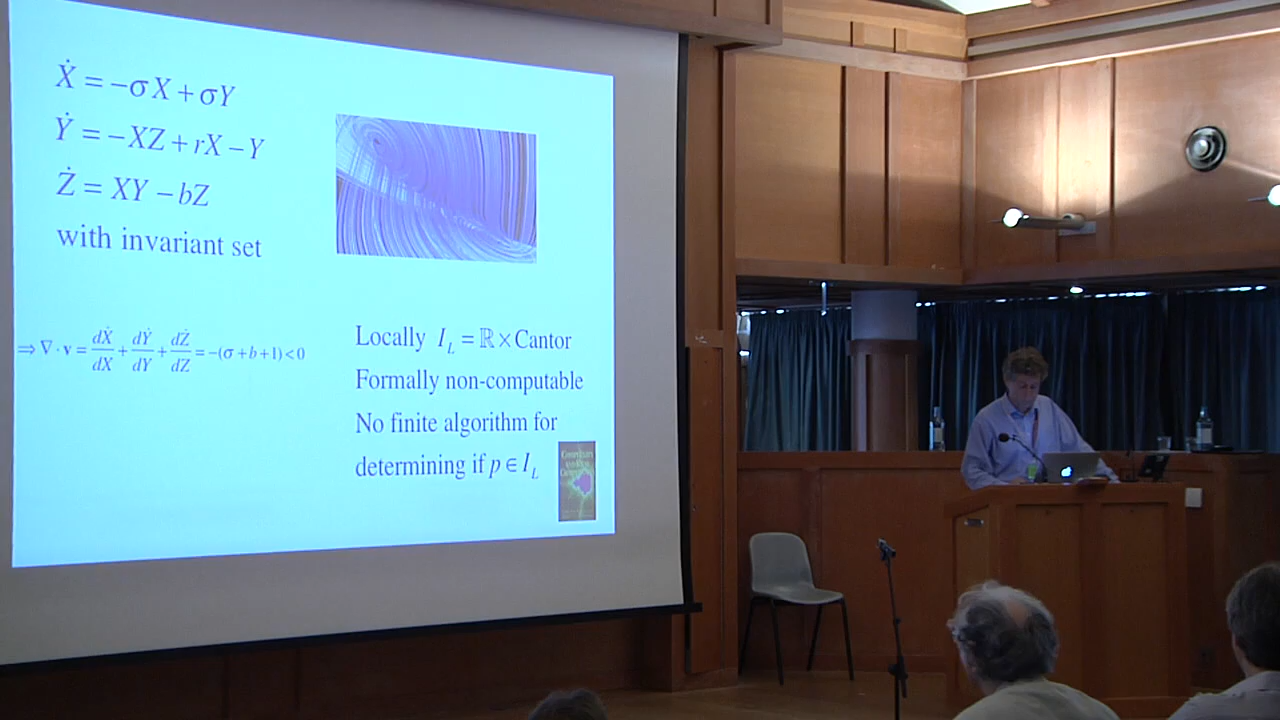 Ẋ = −σX + σY
Ẏ = −XZ + rX − Y
Ż = XY − bZ
with invariant set
⇒ ∇ · v = dẊ/dX + dẎ/dY + dŻ/dZ = −(σ + b + 1) < 0
Locally I_L = ℝ × Cantor
Formally non-computable
No finite algorithm for
determining if p ∈ I_L